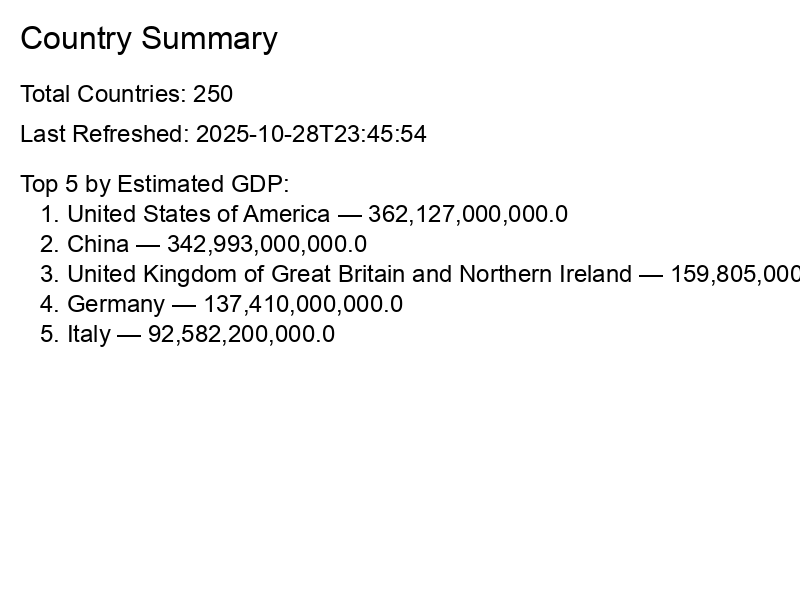 Country Summary
Total Countries: 250
Last Refreshed: 2025-10-28T23:45:54
Top 5 by Estimated GDP:
1. United States of America — 362,127,000,000.0
2. China — 342,993,000,000.0
3. United Kingdom of Great Britain and Northern Ireland — 159,805,000
4. Germany — 137,410,000,000.0
5. Italy — 92,582,200,000.0